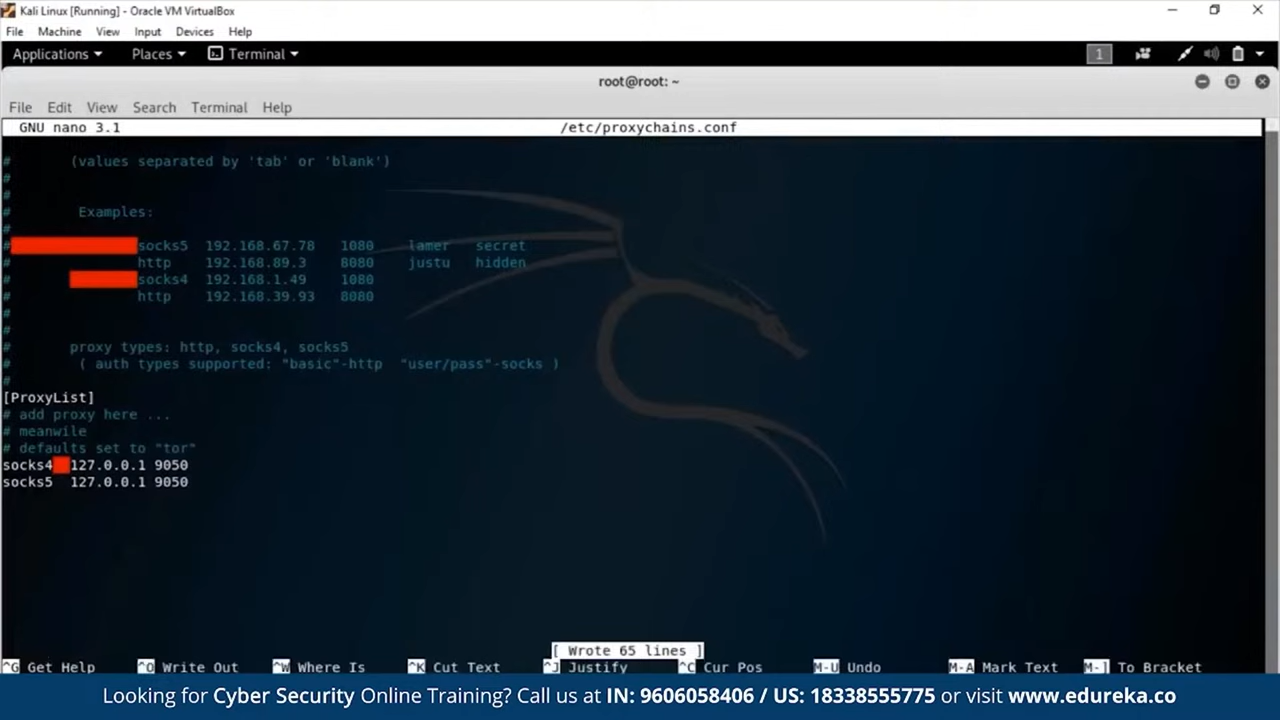 Kali Linux [Running] - Oracle VM VirtualBox
File Machine View Input Devices Help
Applications Places Terminal 1
root@root: ~
File Edit View Search Terminal Help
GNU nano 3.1 /etc/proxychains.conf
# (values separated by 'tab' or 'blank')
#
#
# Examples:
#
# socks5 192.168.67.78 1080 lamer secret
# http 192.168.89.3 8080 justu hidden
# socks4 192.168.1.49 1080
# http 192.168.39.93 8080
#
#
# proxy types: http, socks4, socks5
# ( auth types supported: "basic"-http "user/pass"-socks )
#
[ProxyList]
# add proxy here ...
# meanwile
# defaults set to "tor"
socks4 127.0.0.1 9050
socks5 127.0.0.1 9050
[ Wrote 65 lines ]
^G Get Help ^O Write Out ^W Where Is ^K Cut Text ^J Justify ^C Cur Pos M-U Undo M-A Mark Text M-] To Bracket
Looking for Cyber Security Online Training? Call us at IN: 9606058406 / US: 18338555775 or visit www.edureka.co